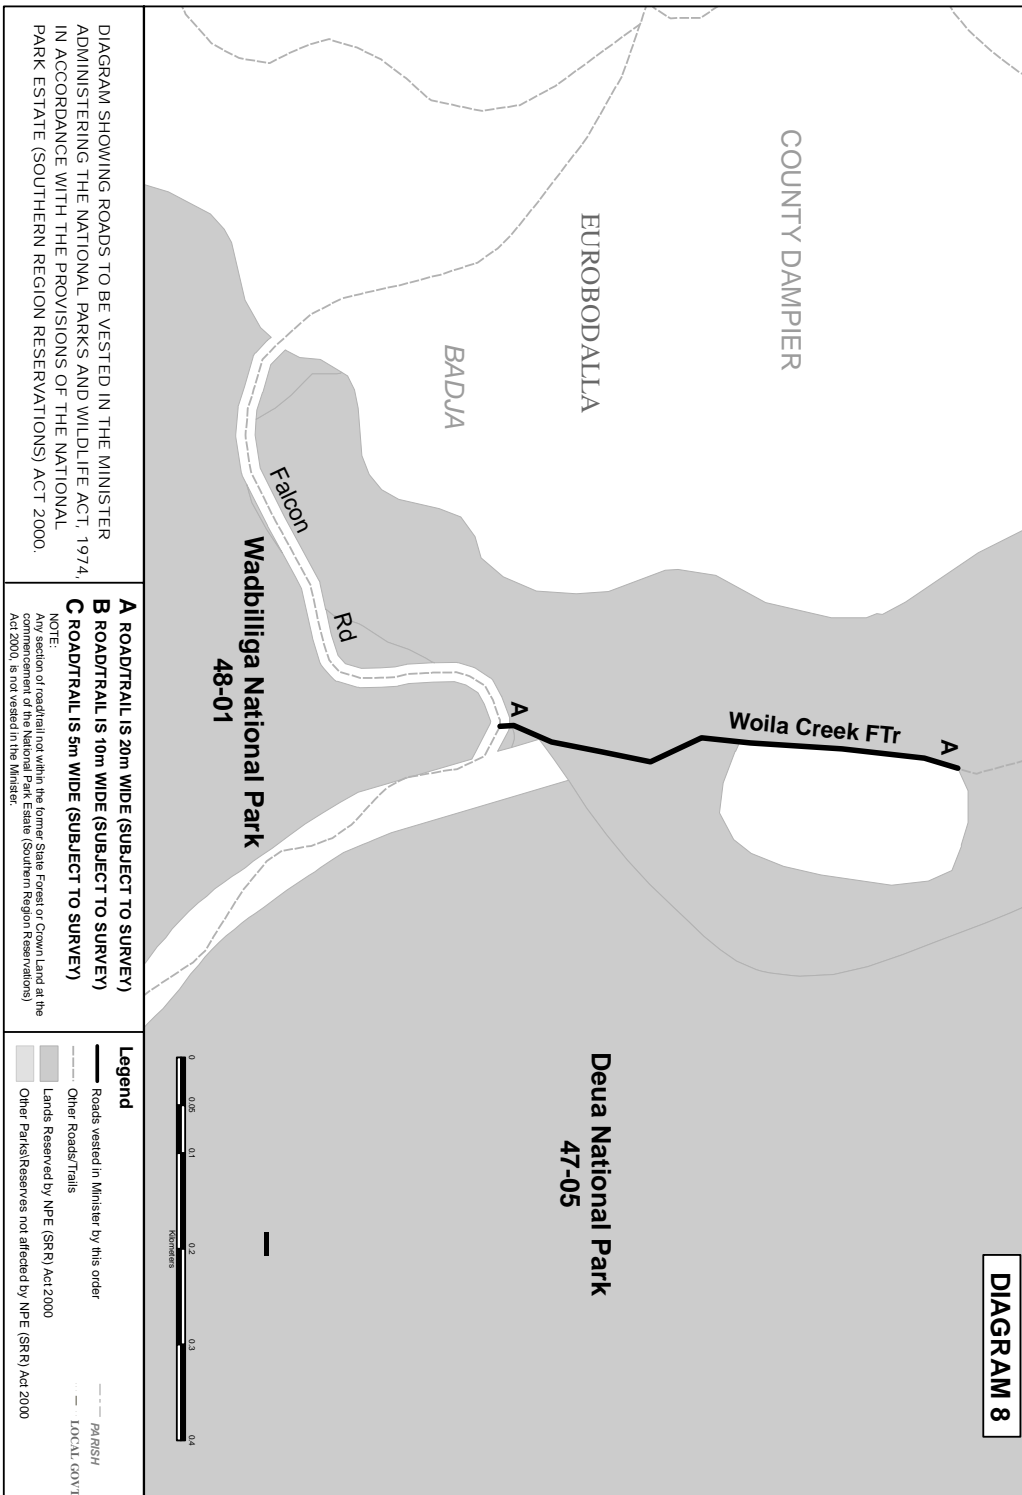 DIAGRAM 8
COUNTY DAMPIER
EUROBODALLA
BADJA
Woila Creek FTr
A
A
Falcon
Rd
Wadbilliga National Park
48-01
Deua National Park
47-05
0
0.05
0.1
0.2
0.3
0.4
Kilometers
DIAGRAM SHOWING ROADS TO BE VESTED IN THE MINISTER
ADMINISTERING THE NATIONAL PARKS AND WILDLIFE ACT, 1974,
IN ACCORDANCE WITH THE PROVISIONS OF THE NATIONAL
PARK ESTATE (SOUTHERN REGION RESERVATIONS) ACT 2000.
A ROAD/TRAIL IS 20m WIDE (SUBJECT TO SURVEY)
B ROAD/TRAIL IS 10m WIDE (SUBJECT TO SURVEY)
C ROAD/TRAIL IS 5m WIDE (SUBJECT TO SURVEY)
NOTE:
Any section of road/trail not within the former State Forest or Crown Land at the
commencement of the National Park Estate (Southern Region Reservations)
Act 2000, is not vested in the Minister.
Legend
Roads vested in Minister by this order
Other Roads/Trails
Lands Reserved by NPE (SRR) Act 2000
Other Parks\Reserves not affected by NPE (SRR) Act 2000
PARISH
LOCAL GOVT